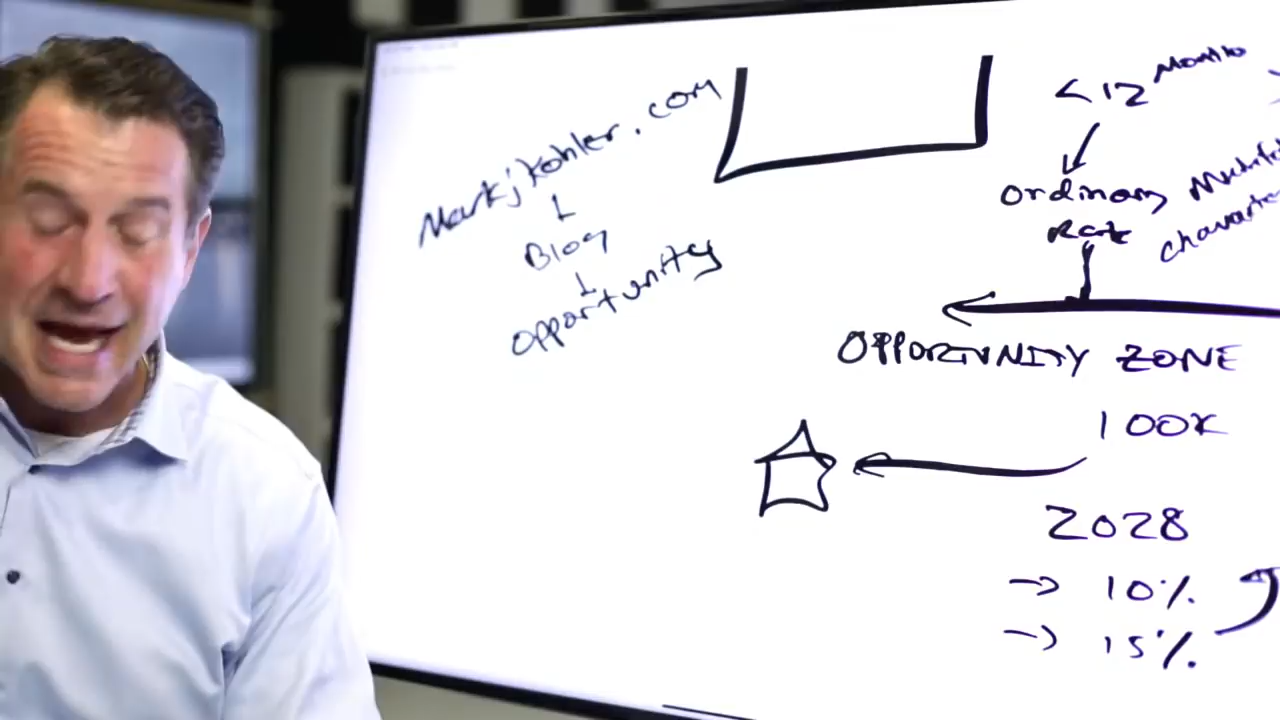 Markjkohler.com
Blog
opportunity
<12 Months
ordinary
Rate
OPPORTUNITY ZONE
100K
2028
→ 10%
→ 15%